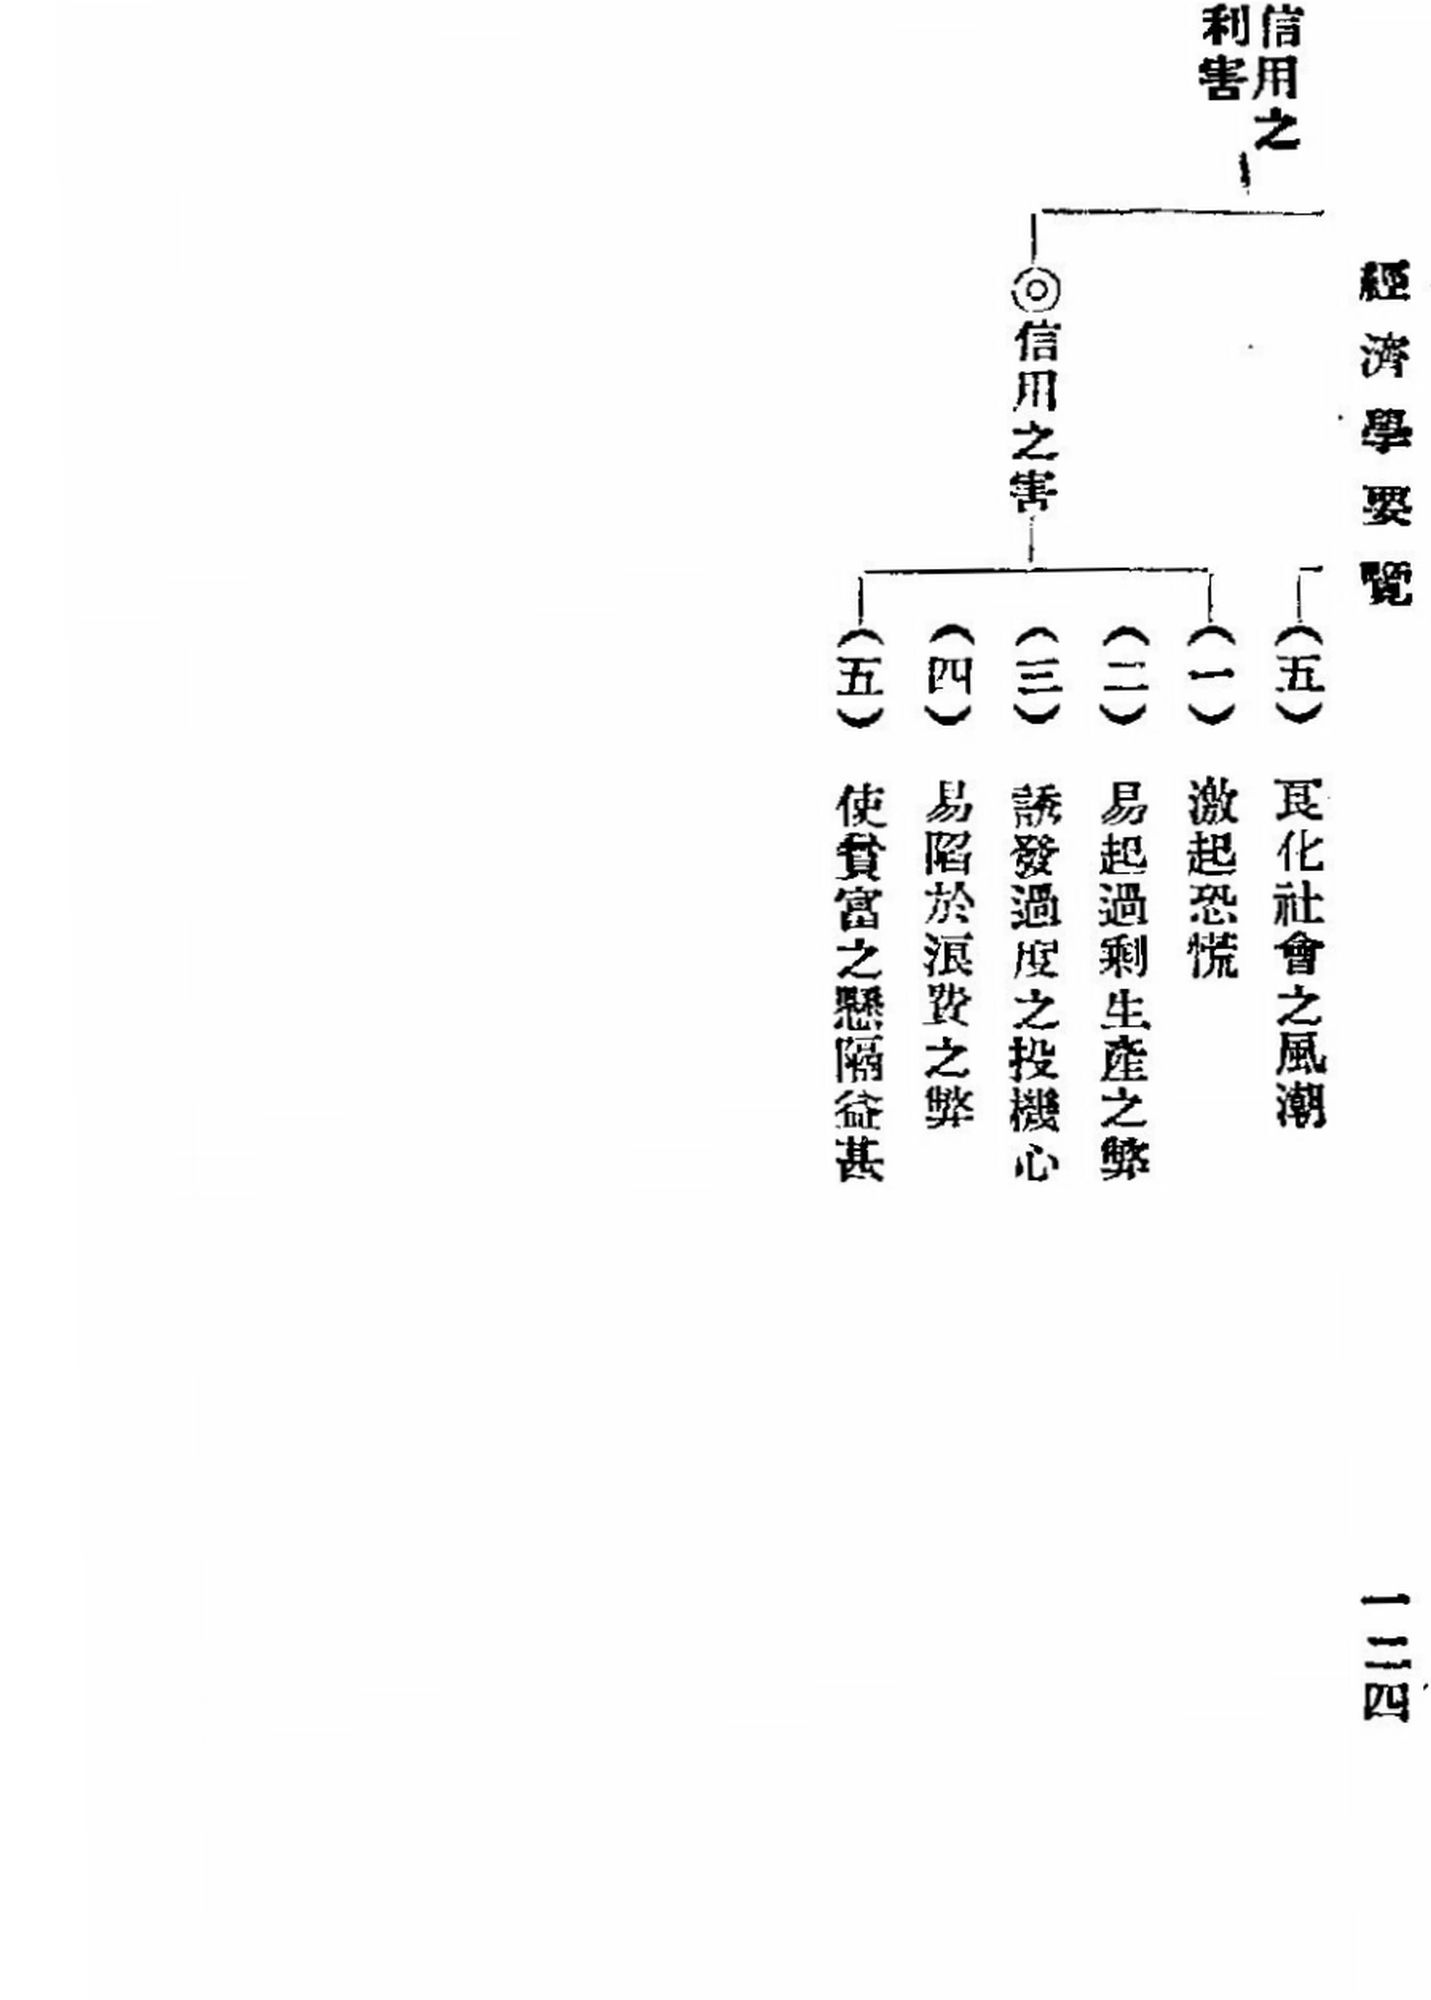 經濟學要覽
一三四
信用之
利害
(五) 良化社會之風潮
◎信用之害
(一) 激起恐慌
(二) 易起過剩生產之弊
(三) 誘發過度之投機心
(四) 易陷於浪費之弊
(五) 使貧富之懸隔益甚